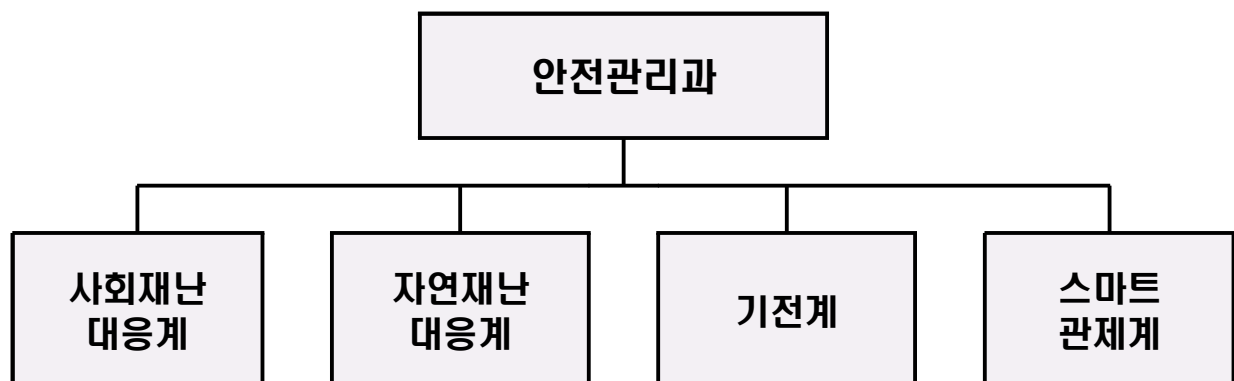 안전관리과
사회재난
대응계
자연재난
대응계
기전계
스마트
관제계